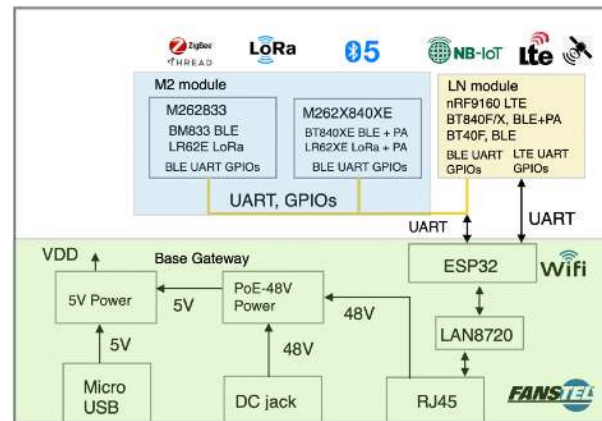 ZigBee
THREAD
LoRa
5
NB-IoT
Lte
M2 module
M262833
BM833 BLE
LR62E LoRa
BLE UART GPIOs
M262X840XE
BT840XE BLE + PA
LR62XE LoRa + PA
BLE UART GPIOs
UART, GPIOs
LN module
nRF9160 LTE
BT840F/X, BLE+PA
BT40F, BLE
BLE UART
GPIOs
LTE UART
GPIOs
UART
UART
VDD
Base Gateway
ESP32
Wifi
5V Power
5V
PoE-48V
Power
48V
LAN8720
5V
48V
Micro
USB
DC jack
RJ45
FANSTEL